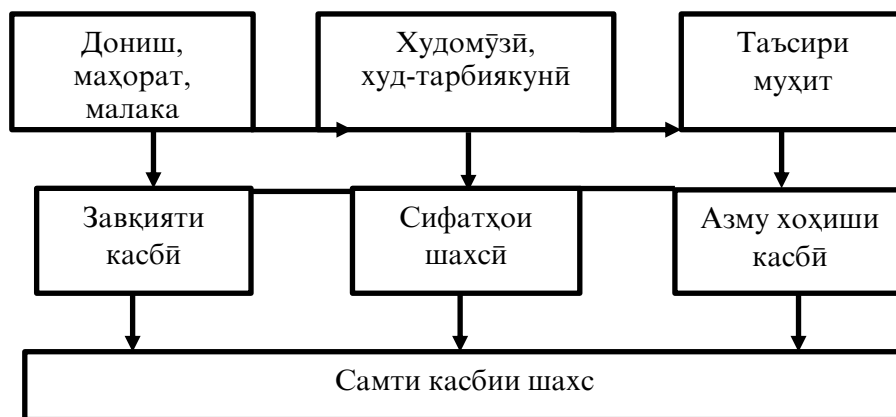 Дониш,
маҳорат,
малака
Худомӯзӣ,
худ-тарбиякунӣ
Таъсири
муҳит
Завқияти
касбӣ
Сифатҳои
шахсӣ
Азму хоҳиши
касбӣ
Самти касбии шахс